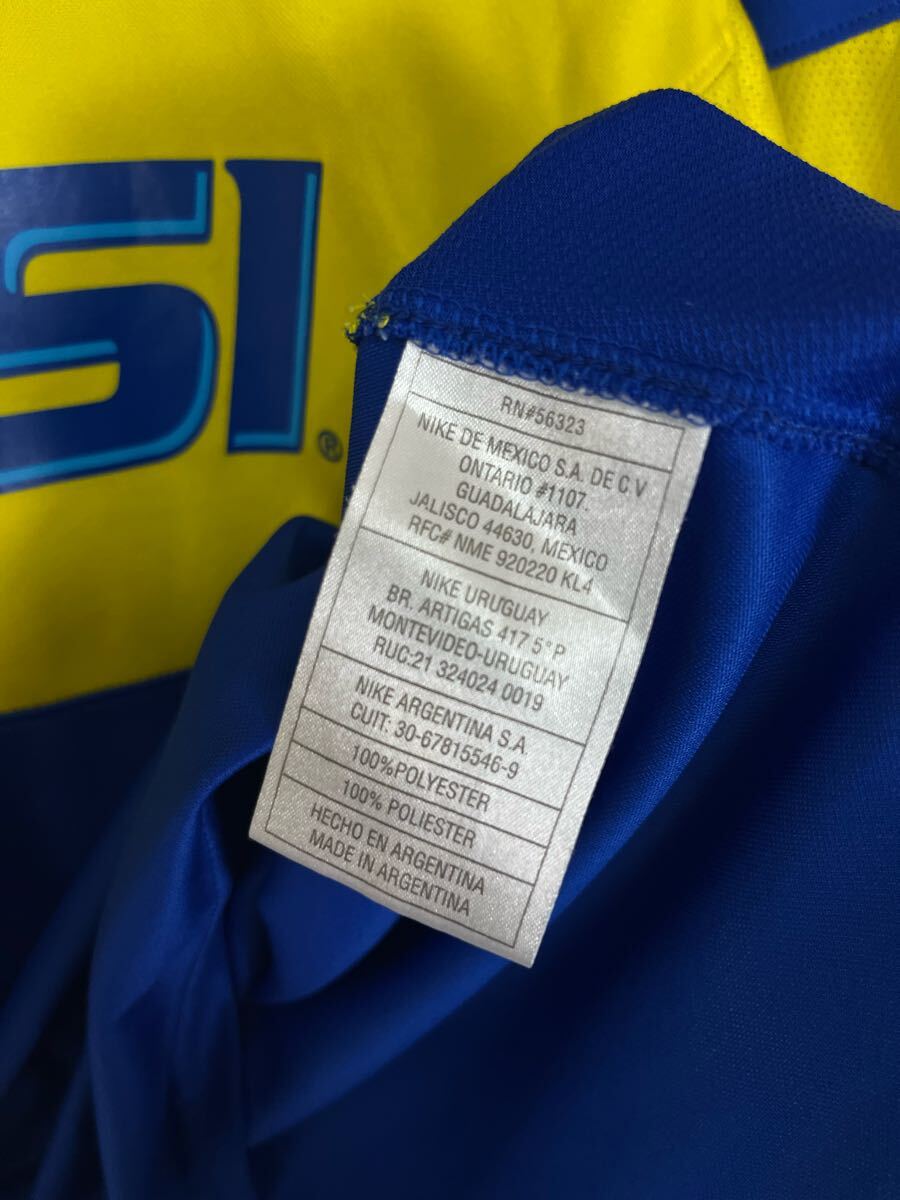 SI®
RN#56323
NIKE DE MEXICO S.A. DE C.V
ONTARIO #1107.
GUADALAJARA
JALISCO 44630, MEXICO
RFC# NME 920220 KL4
NIKE URUGUAY
BR. ARTIGAS 417 5°P
MONTEVIDEO-URUGUAY
RUC:21 324024 0019
NIKE ARGENTINA S.A
CUIT: 30-67815546-9
100%POLYESTER
100% POLIESTER
HECHO EN ARGENTINA
MADE IN ARGENTINA